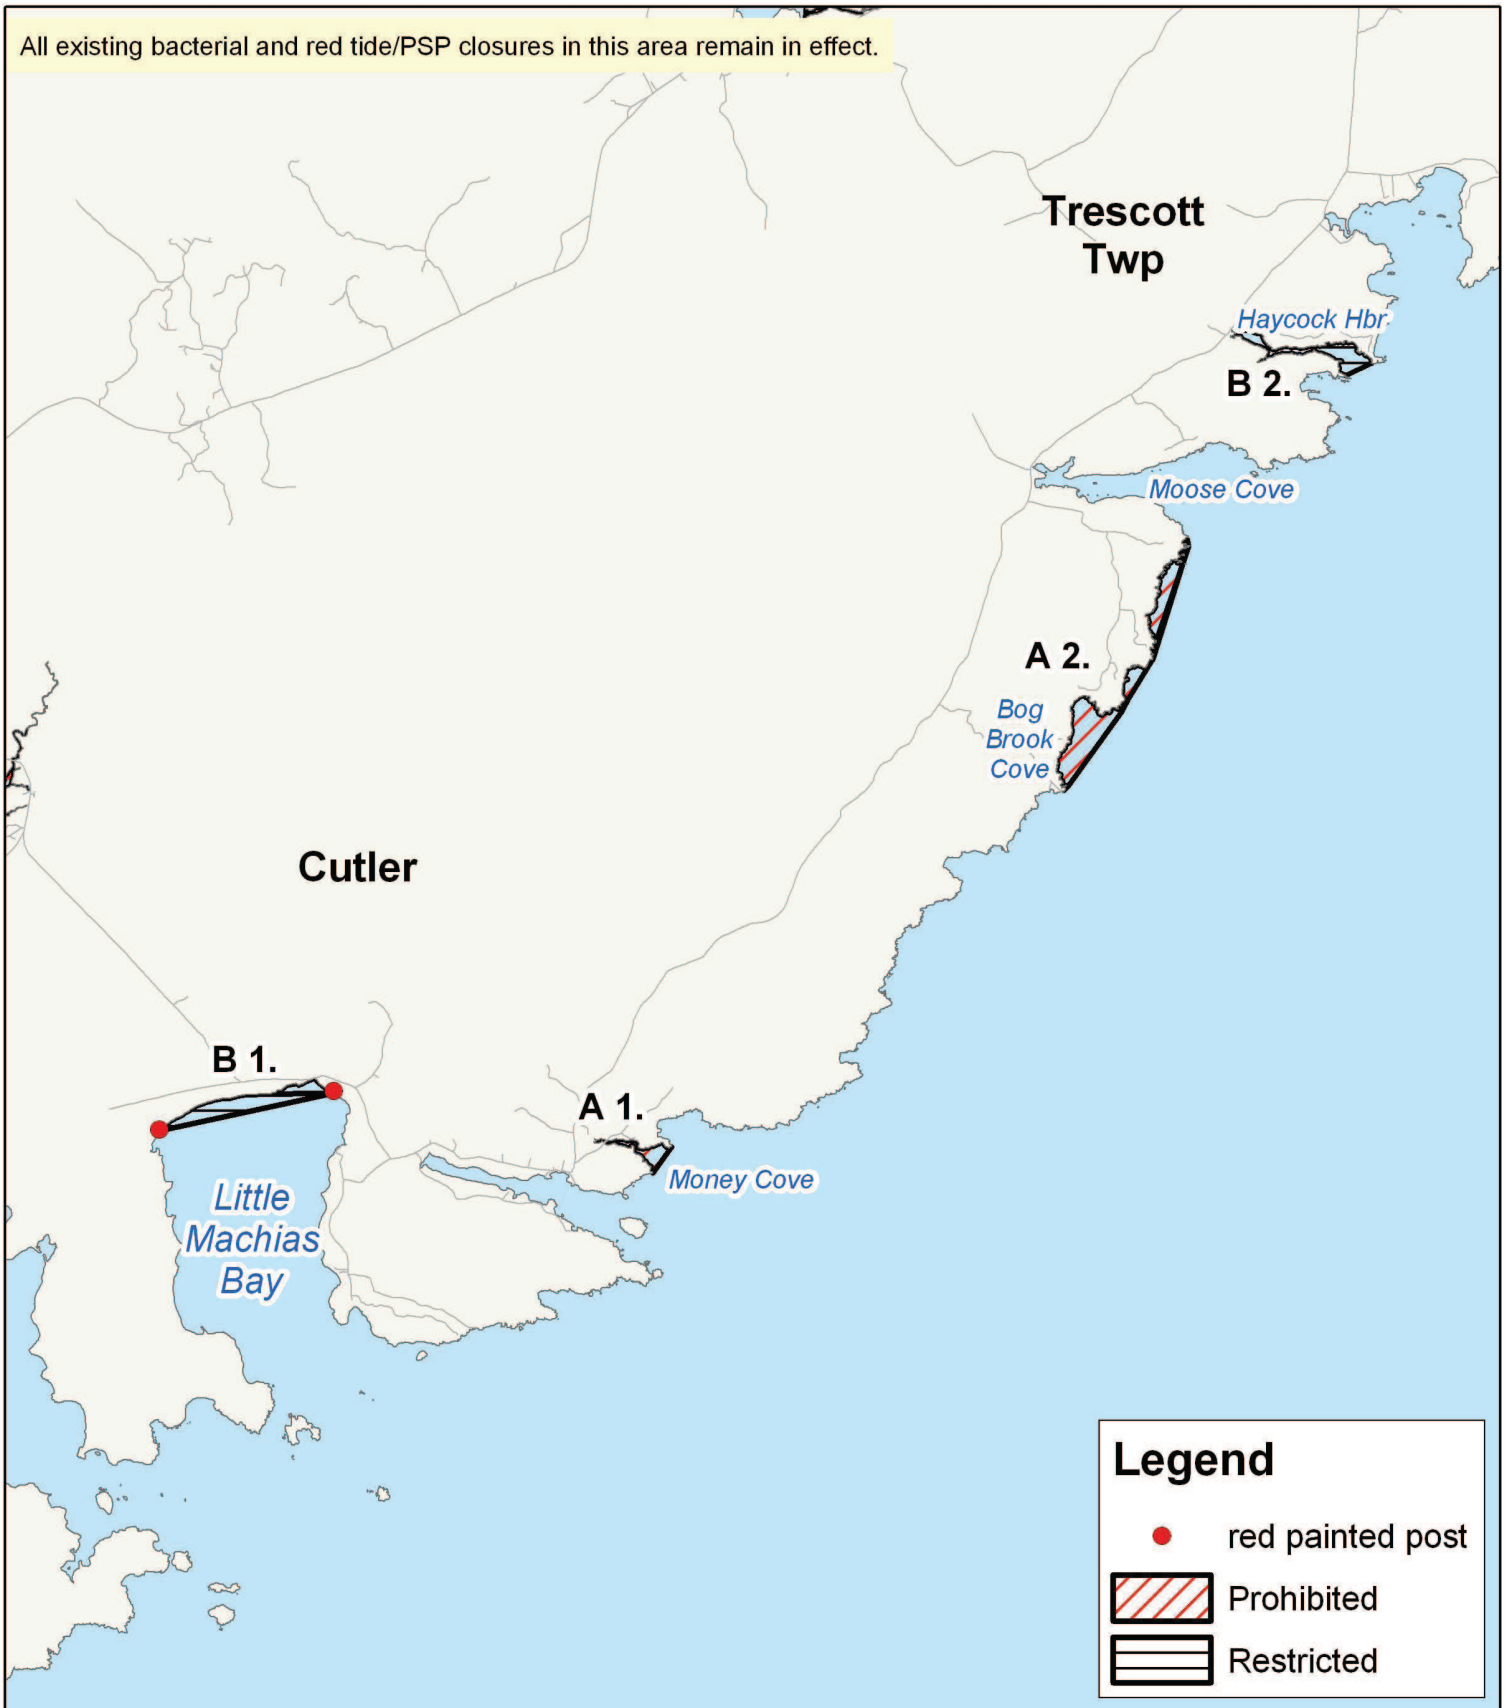 All existing bacterial and red tide/PSP closures in this area remain in effect.
Trescott
Twp
Haycock Hbr
B 2.
Moose Cove
A 2.
Bog
Brook
Cove
Cutler
B 1.
A 1.
Money Cove
Little
Machias
Bay
Legend
red painted post
Prohibited
Restricted